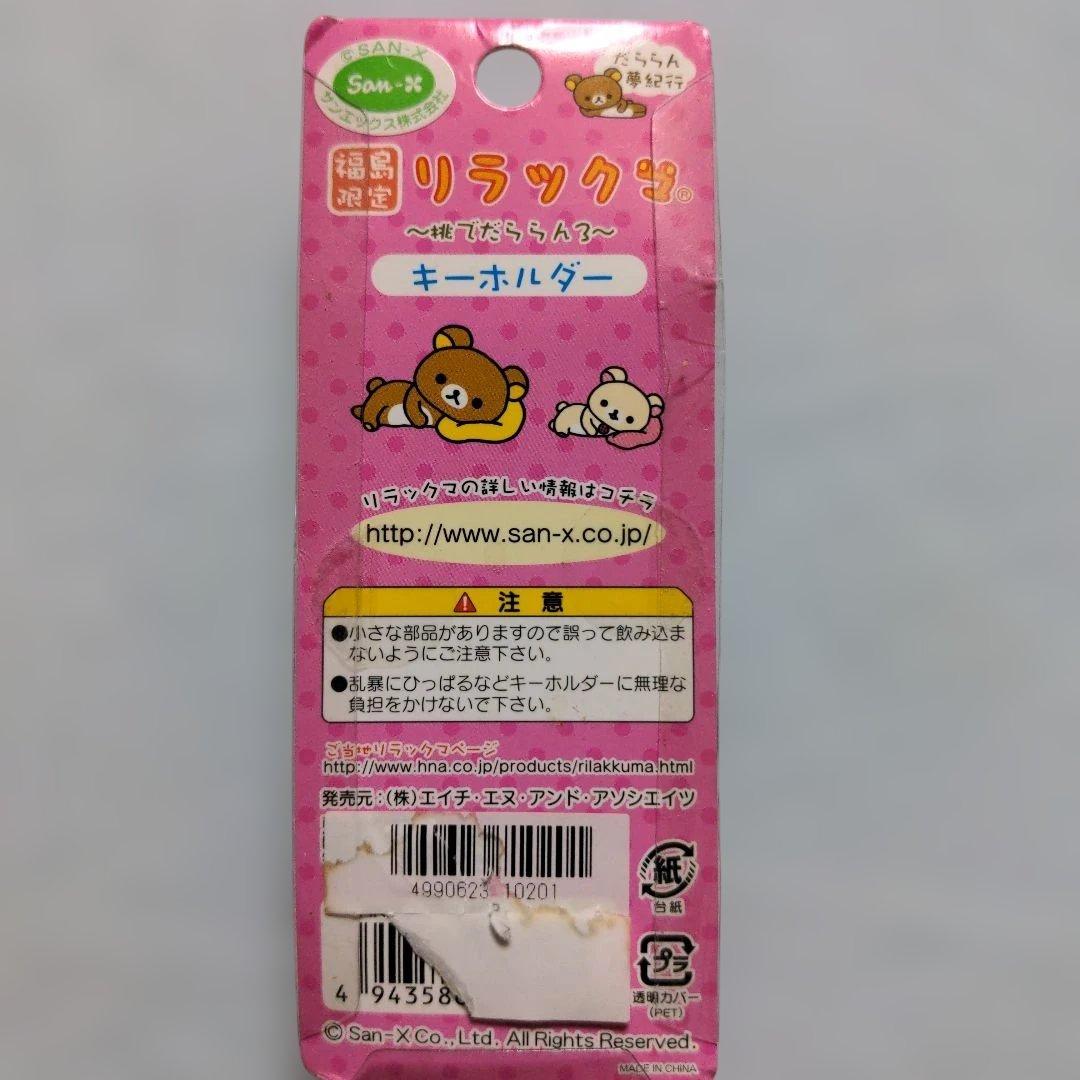 ©SAN-X
San-X
サンエックス株式会社
だららん
夢紀行
福島
限定
リラックマ®
～桃でだららん3～
キーホルダー
リラックマの詳しい情報はコチラ
http://www.san-x.co.jp/
注意
●小さな部品がありますので誤って飲み込ま
ないようにご注意下さい。
●乱暴にひっぱるなどキーホルダーに無理な
負担をかけないで下さい。
ご当地リラックマページ
http://www.hna.co.jp/products/rilakkuma.html
発売元：(株)エイチ・エヌ・アンド・アソシエイツ
4990623 10201
紙
台紙
プラ
透明カバー
(PET)
4 94358
© San-X Co., Ltd. All Rights Reserved.
MADE IN CHINA